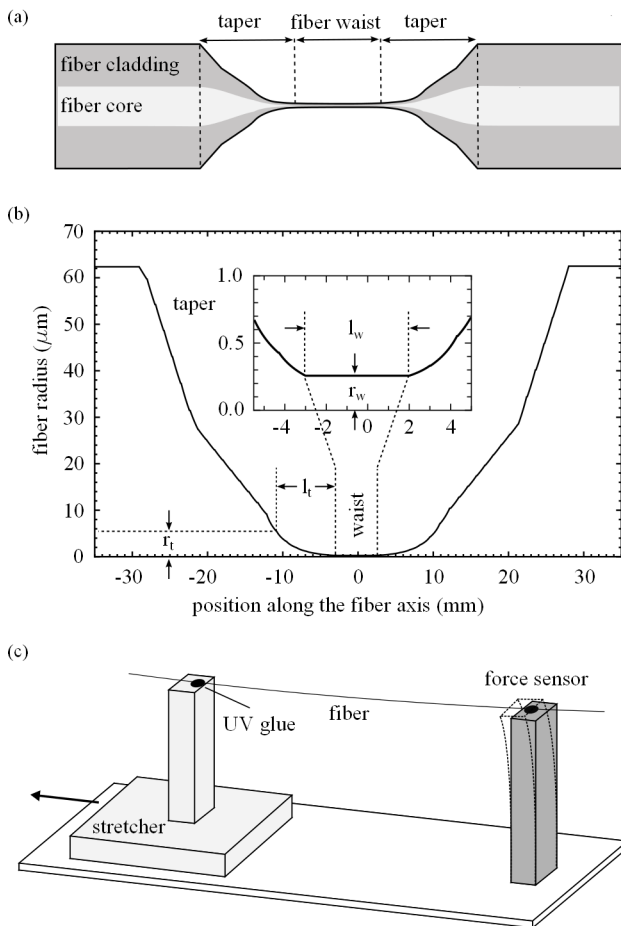 (a)
taper
fiber waist
taper
fiber cladding
fiber core
(b)
70
60
50
40
30
20
10
0
fiber radius (μm)
taper
1.0
0.5
0.0
l_w
r_w
-4 -2 0 2 4
l_t
r_t
waist
-30 -20 -10 0 10 20 30
position along the fiber axis (mm)
(c)
force sensor
UV glue
fiber
stretcher